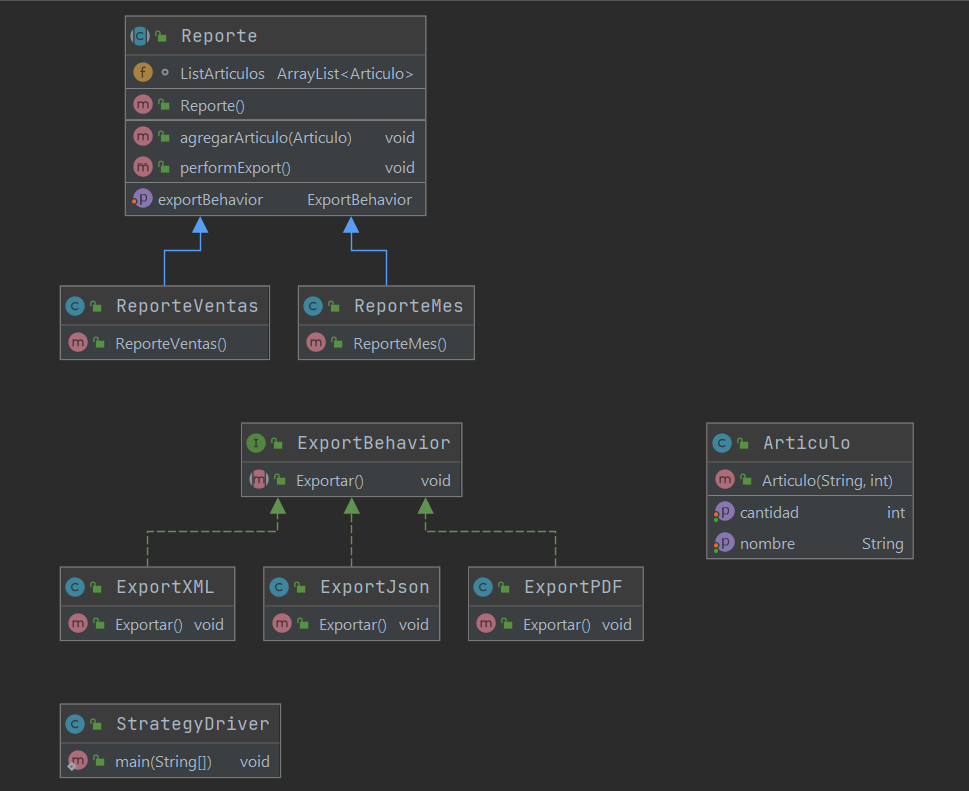 Reporte
ListArticulos ArrayList<Articulo>
Reporte()
agregarArticulo(Articulo) void
performExport() void
exportBehavior ExportBehavior
ReporteVentas
ReporteVentas()
ReporteMes
ReporteMes()
ExportBehavior
Exportar() void
Articulo
Articulo(String, int)
cantidad int
nombre String
ExportXML
Exportar() void
ExportJson
Exportar() void
ExportPDF
Exportar() void
StrategyDriver
main(String[]) void